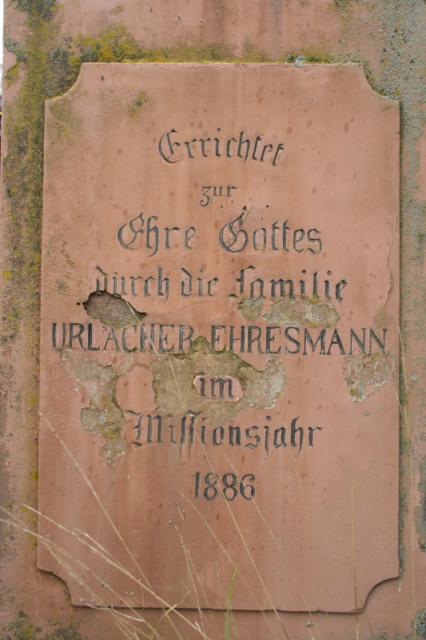 Errichtet
zur
Ehre Gottes
durch die Familie
URLACHER-EHRESMANN
im
Missionsjahr
1886